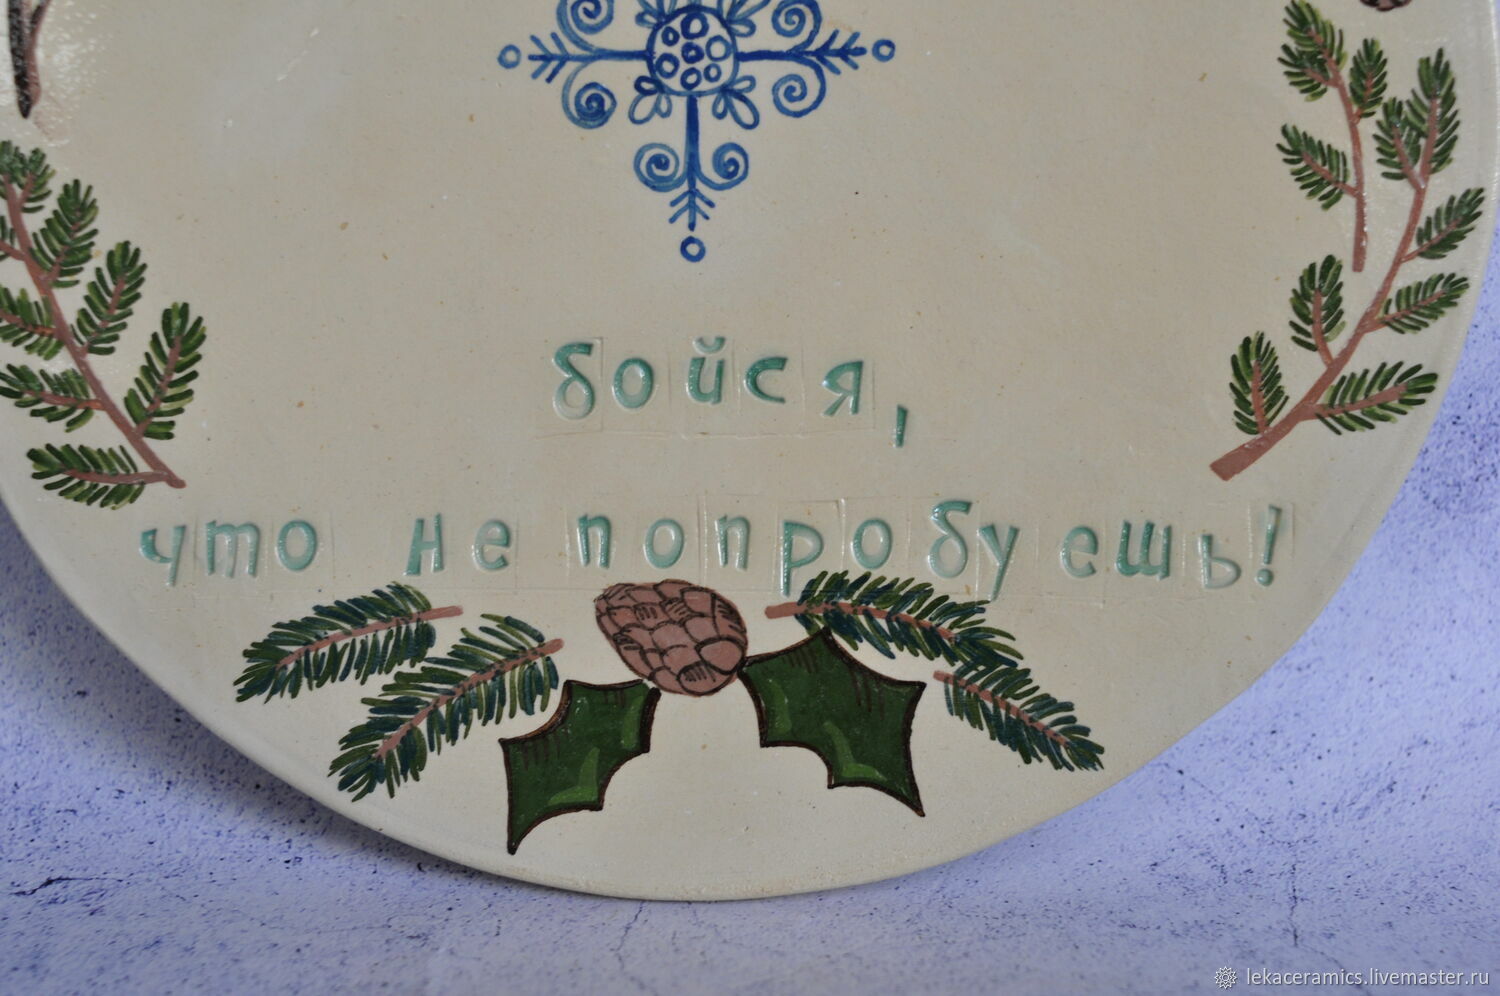 бойся,
что не попробуешь!
lekaceramics.livemaster.ru